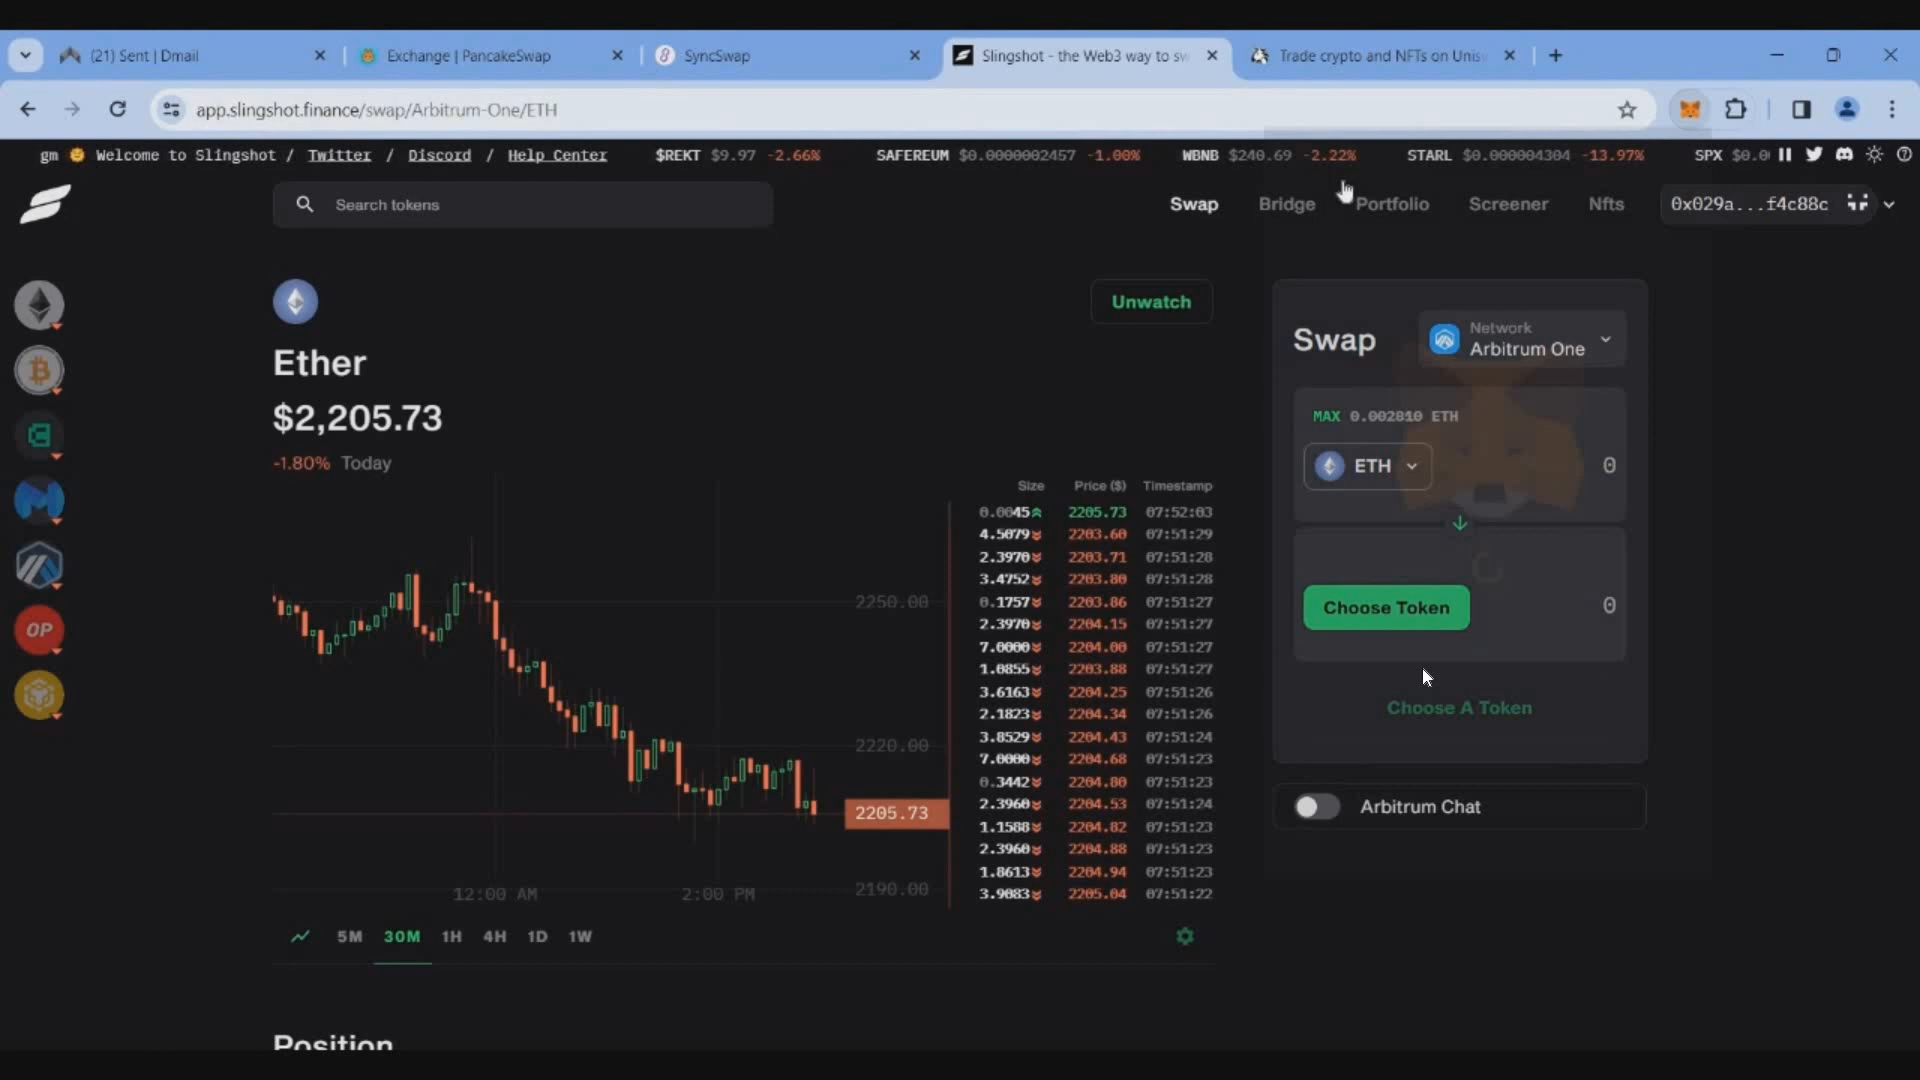 (21) Sent | Dmail
Exchange | PancakeSwap
SyncSwap
Slingshot - the Web3 way to sw
Trade crypto and NFTs on Unis
app.slingshot.finance/swap/Arbitrum-One/ETH
gm Welcome to Slingshot / Twitter / Discord / Help Center
$REKT $9.97 -2.66%
SAFEREUM $0.0000002457 -1.00%
WBNB $240.69 -2.22%
STARL $0.000004304 -13.97%
SPX $0.0
Search tokens
Swap
Bridge
Portfolio
Screener
Nfts
0x029a...f4c88c
Unwatch
Ether
$2,205.73
-1.80% Today
Size Price ($) Timestamp
0.0045 2205.73 07:52:03
4.5079 2203.60 07:51:29
2.3970 2203.71 07:51:28
3.4752 2203.80 07:51:28
0.1757 2203.86 07:51:27
2.3970 2204.15 07:51:27
7.0000 2204.00 07:51:27
1.0855 2203.88 07:51:27
3.6163 2204.25 07:51:26
2.1823 2204.34 07:51:26
3.8529 2204.43 07:51:24
7.0000 2204.68 07:51:23
0.3442 2204.80 07:51:23
2.3960 2204.53 07:51:24
1.1588 2204.82 07:51:23
2.3960 2204.88 07:51:23
1.8613 2204.94 07:51:23
3.9083 2205.04 07:51:22
2250.00
2220.00
2205.73
2190.00
12:00 AM
2:00 PM
5M 30M 1H 4H 1D 1W
Position
Swap
Network
Arbitrum One
MAX 0.002810 ETH
ETH
0
Choose Token
0
Choose A Token
Arbitrum Chat
OP